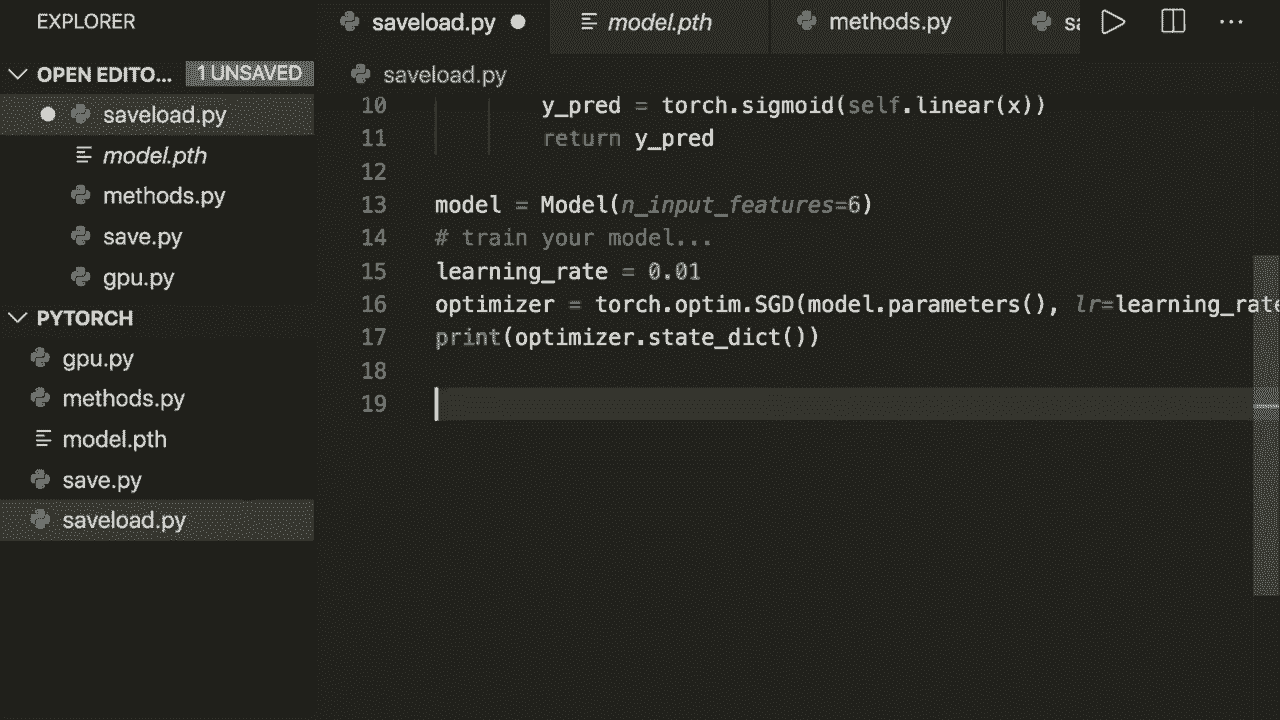 EXPLORER
OPEN EDITO... 1 UNSAVED
saveload.py
model.pth
methods.py
save.py
gpu.py
PYTORCH
gpu.py
methods.py
model.pth
save.py
saveload.py
saveload.py model.pth methods.py sa
saveload.py
10 y_pred = torch.sigmoid(self.linear(x))
11 return y_pred
12
13 model = Model(n_input_features=6)
14 # train your model...
15 learning_rate = 0.01
16 optimizer = torch.optim.SGD(model.parameters(), lr=learning_rate
17 print(optimizer.state_dict())
18
19